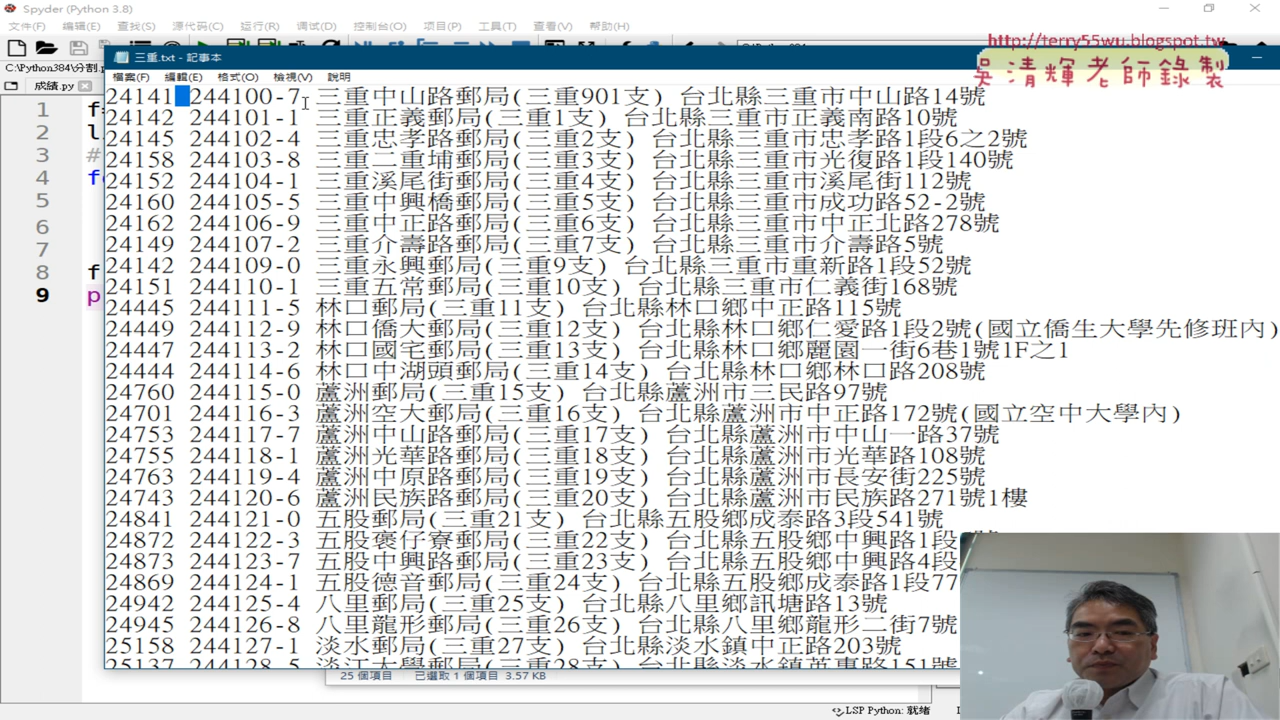 Spyder (Python 3.8)
文件(F) 编辑(E) 查找(S) 源代码(C) 运行(R) 调试(D) 控制台(O) 项目(P) 工具(T) 查看(V) 帮助(H)
http://terry55wu.blogspot.tw
吳清輝老師錄製
C:\Python384\分割.p
成績.py
三重.txt - 記事本
檔案(F) 編輯(E) 格式(O) 檢視(V) 說明
1 f=
2 l
3 #
4 fo
5
6
7
8 f
9 p
24141 244100-7 三重中山路郵局(三重901支) 台北縣三重市中山路14號
24142 244101-1 三重正義郵局(三重1支) 台北縣三重市正義南路10號
24145 244102-4 三重忠孝路郵局(三重2支) 台北縣三重市忠孝路1段6之2號
24158 244103-8 三重二重埔郵局(三重3支) 台北縣三重市光復路1段140號
24152 244104-1 三重溪尾街郵局(三重4支) 台北縣三重市溪尾街112號
24160 244105-5 三重中興橋郵局(三重5支) 台北縣三重市成功路52-2號
24162 244106-9 三重中正路郵局(三重6支) 台北縣三重市中正北路278號
24149 244107-2 三重介壽路郵局(三重7支) 台北縣三重市介壽路5號
24142 244109-0 三重永興郵局(三重9支) 台北縣三重市重新路1段52號
24151 244110-1 三重五常郵局(三重10支) 台北縣三重市仁義街168號
24445 244111-5 林口郵局(三重11支) 台北縣林口鄉中正路115號
24449 244112-9 林口僑大郵局(三重12支) 台北縣林口鄉仁愛路1段2號(國立僑生大學先修班內)
24447 244113-2 林口國宅郵局(三重13支) 台北縣林口鄉麗園一街6巷1號1F之1
24444 244114-6 林口中湖頭郵局(三重14支) 台北縣林口鄉林口路208號
24760 244115-0 蘆洲郵局(三重15支) 台北縣蘆洲市三民路97號
24701 244116-3 蘆洲空大郵局(三重16支) 台北縣蘆洲市中正路172號(國立空中大學內)
24753 244117-7 蘆洲中山路郵局(三重17支) 台北縣蘆洲市中山一路37號
24755 244118-1 蘆洲光華路郵局(三重18支) 台北縣蘆洲市光華路108號
24763 244119-4 蘆洲中原路郵局(三重19支) 台北縣蘆洲市長安街225號
24743 244120-6 蘆洲民族路郵局(三重20支) 台北縣蘆洲市民族路271號1樓
24841 244121-0 五股郵局(三重21支) 台北縣五股鄉成泰路3段541號
24872 244122-3 五股褒仔寮郵局(三重22支) 台北縣五股鄉中興路1段
24873 244123-7 五股中興路郵局(三重23支) 台北縣五股鄉中興路4段
24869 244124-1 五股德音郵局(三重24支) 台北縣五股鄉成泰路1段77
24942 244125-4 八里郵局(三重25支) 台北縣八里鄉訊塘路13號
24945 244126-8 八里龍形郵局(三重26支) 台北縣八里鄉龍形二街7號
25158 244127-1 淡水郵局(三重27支) 台北縣淡水鎮中正路203號
25137 244128-5 淡江大學郵局(三重28支) 台北縣淡水鎮英專路151號
25 個項目 已選取 1 個項目 3.57 KB
LSP Python: 就绪